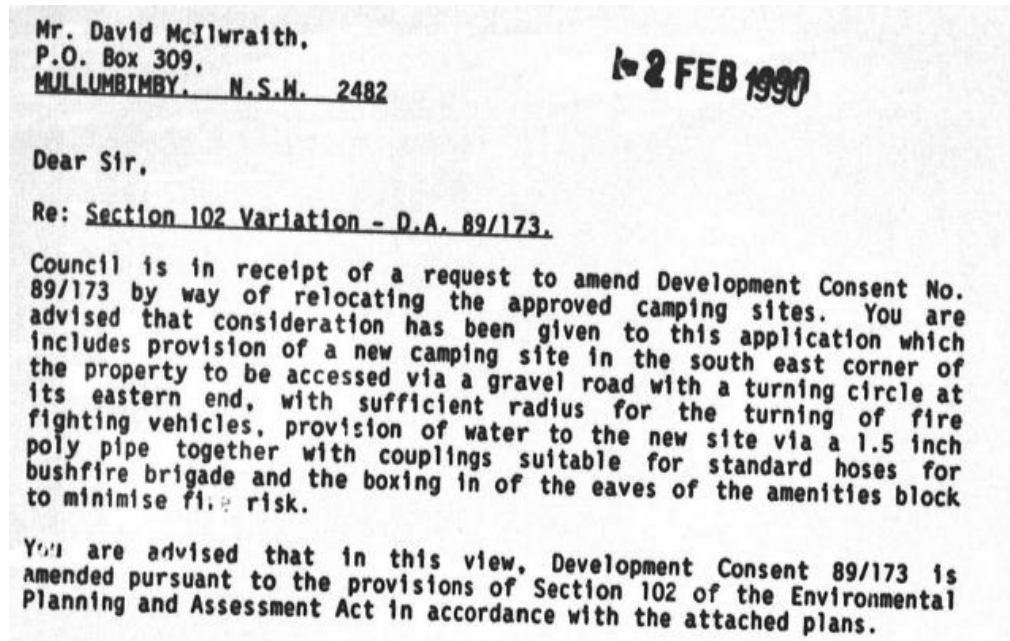 Mr. David McIlwraith,
P.O. Box 309,
MULLUMBIMBY. N.S.W. 2482
2 FEB 1990
Dear Sir,
Re: Section 102 Variation - D.A. 89/173.
Council is in receipt of a request to amend Development Consent No.
89/173 by way of relocating the approved camping sites. You are
advised that consideration has been given to this application which
includes provision of a new camping site in the south east corner of
the property to be accessed via a gravel road with a turning circle at
its eastern end, with sufficient radius for the turning of fire
fighting vehicles, provision of water to the new site via a 1.5 inch
poly pipe together with couplings suitable for standard hoses for
bushfire brigade and the boxing in of the eaves of the amenities block
to minimise fire risk.
You are advised that in this view, Development Consent 89/173 is
amended pursuant to the provisions of Section 102 of the Environmental
Planning and Assessment Act in accordance with the attached plans.